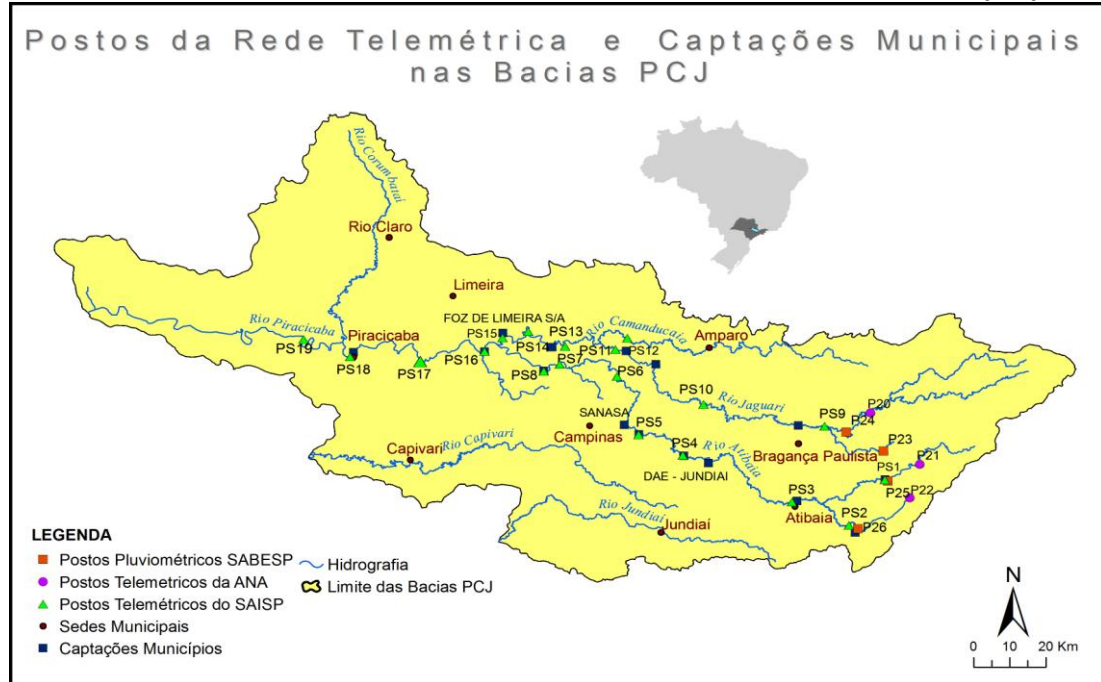 Postos da Rede Telemétrica e Captações Municipais
nas Bacias PCJ
Rio Corumbataí
Rio Claro
Limeira
FOZ DE LIMEIRA S/A
Rio Piracicaba
Piracicaba
PS19
PS18
PS17
PS16
PS15
PS14
PS13
Rio Camanducaia
Amparo
PS11
PS12
PS7
PS8
PS6
PS10
Rio Jaguari
PS9
P20
P24
SANASA
PS5
Campinas
Capivari
Rio Capivari
PS4
Rio Atibaia
Bragança Paulista
P23
P21
PS1
DAE - JUNDIAI
P25
P22
PS3
Atibaia
PS2
P26
Rio Jundiaí
Jundiaí
LEGENDA
Postos Pluviométricos SABESP
Postos Telemetricos da ANA
Postos Telemétricos do SAISP
Sedes Municipais
Captações Municípios
Hidrografia
Limite das Bacias PCJ
N
0 10 20 Km